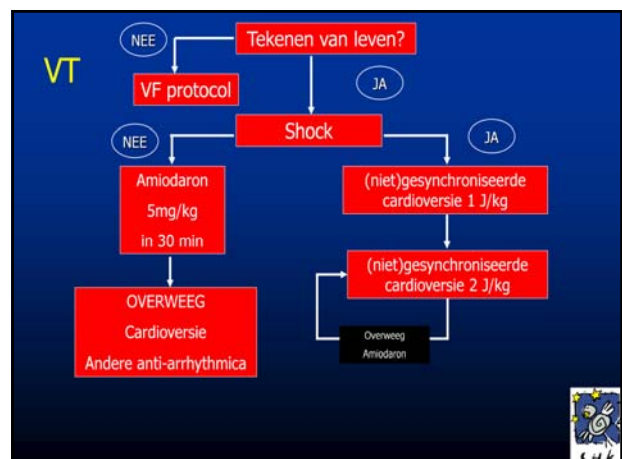 VT
NEE
Tekenen van leven?
VF protocol
JA
NEE
Shock
JA
Amiodaron
5mg/kg
in 30 min
(niet)gesynchroniseerde
cardioversie 1 J/kg
(niet)gesynchroniseerde
cardioversie 2 J/kg
OVERWEEG
Cardioversie
Andere anti-arrhythmica
Overweeg
Amiodaron